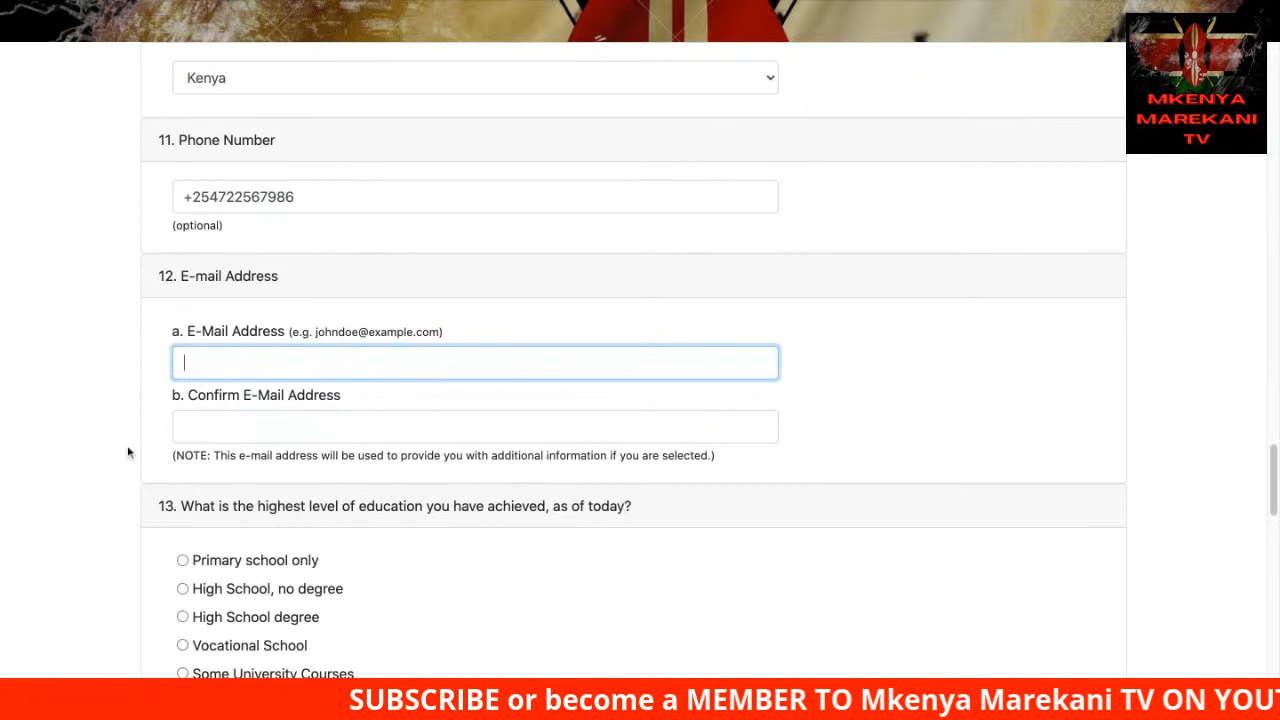 MKENYA
MAREKANI
TV
Kenya
11. Phone Number
+254722567986
(optional)
12. E-mail Address
a. E-Mail Address (e.g. johndoe@example.com)
b. Confirm E-Mail Address
(NOTE: This e-mail address will be used to provide you with additional information if you are selected.)
13. What is the highest level of education you have achieved, as of today?
Primary school only
High School, no degree
High School degree
Vocational School
Some University Courses
SUBSCRIBE or become a MEMBER TO Mkenya Marekani TV ON YOUT